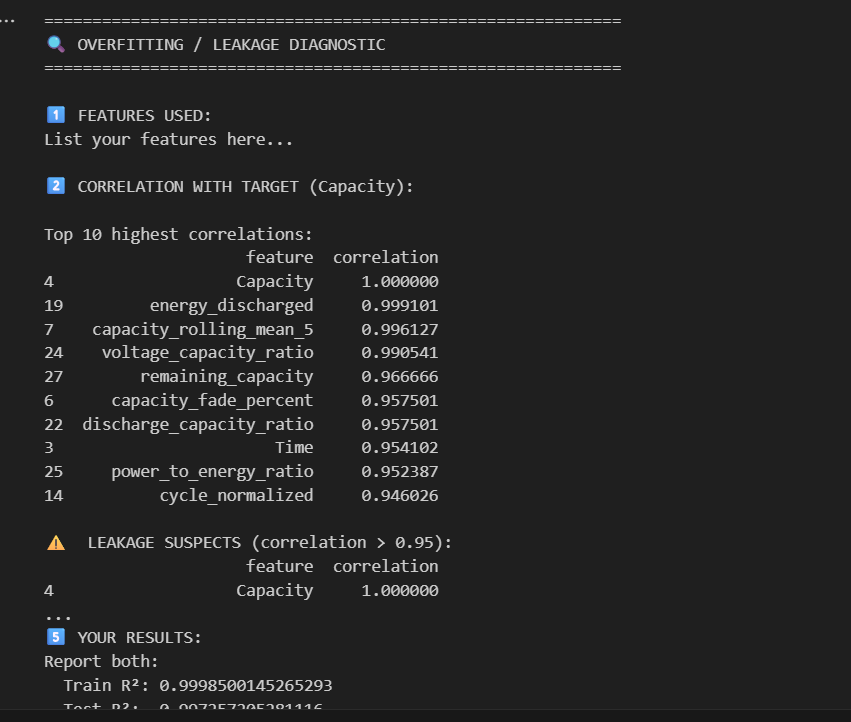 ...
============================================================
🔍 OVERFITTING / LEAKAGE DIAGNOSTIC
============================================================
1️⃣ FEATURES USED:
List your features here...
2️⃣ CORRELATION WITH TARGET (Capacity):
Top 10 highest correlations:
feature correlation
4 Capacity 1.000000
19 energy_discharged 0.999101
7 capacity_rolling_mean_5 0.996127
24 voltage_capacity_ratio 0.990541
27 remaining_capacity 0.966666
6 capacity_fade_percent 0.957501
22 discharge_capacity_ratio 0.957501
3 Time 0.954102
25 power_to_energy_ratio 0.952387
14 cycle_normalized 0.946026
⚠️ LEAKAGE SUSPECTS (correlation > 0.95):
feature correlation
4 Capacity 1.000000
...
5️⃣ YOUR RESULTS:
Report both:
Train R²: 0.9998500145265293
Test R²: 0.997257205281116